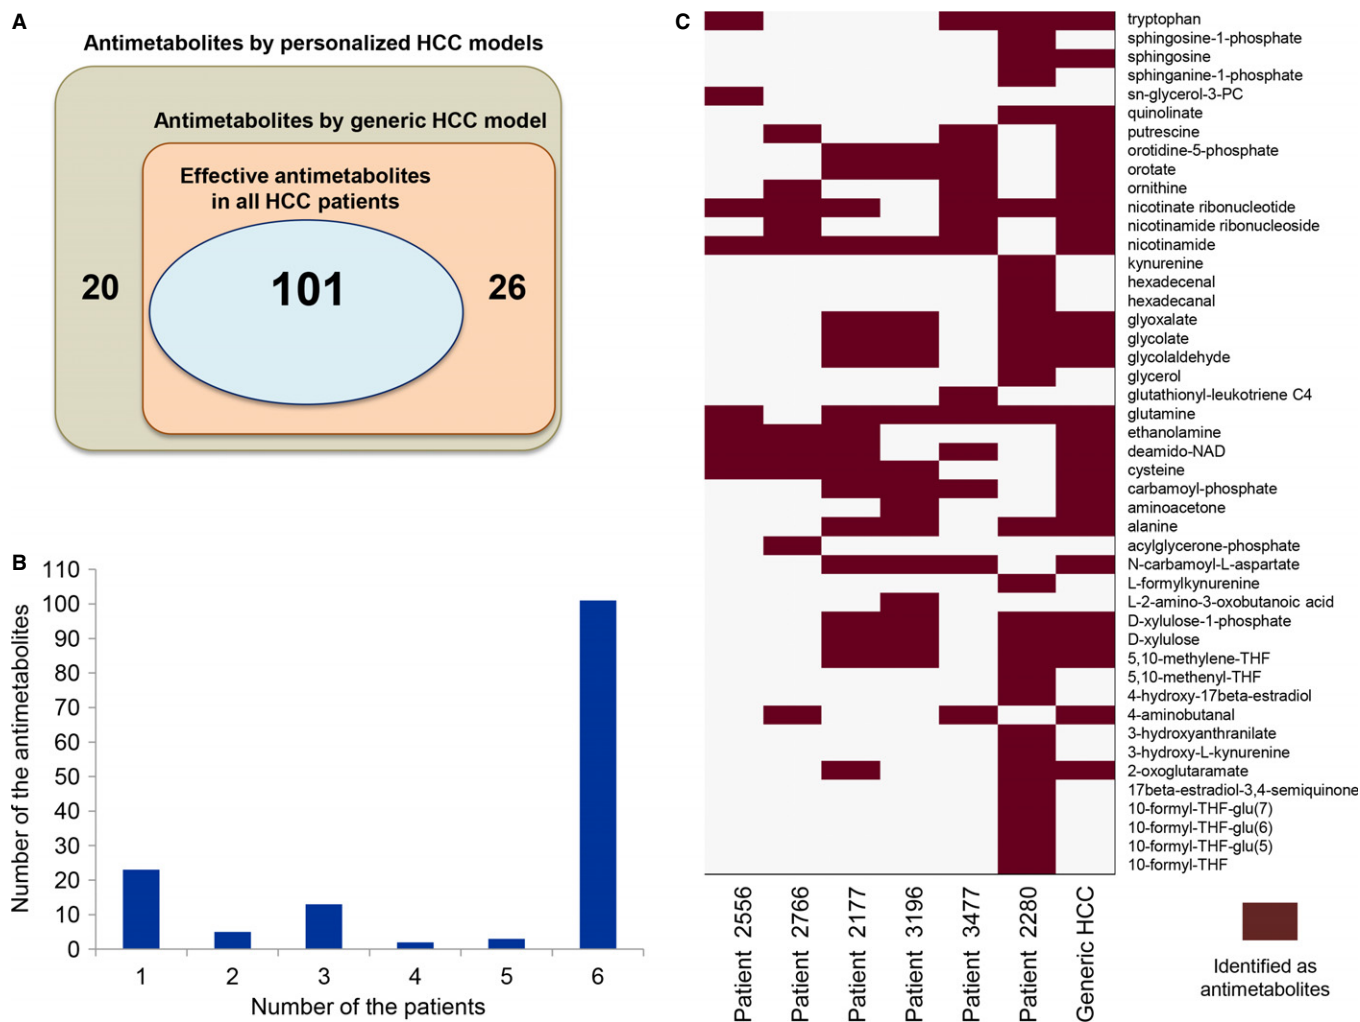 A
Antimetabolites by personalized HCC models
Antimetabolites by generic HCC model
Effective antimetabolites
in all HCC patients
20
101
26
B
Number of the antimetabolites
110
100
90
80
70
60
50
40
30
20
10
0
1 2 3 4 5 6
Number of the patients
C
tryptophan
sphingosine-1-phosphate
sphingosine
sphinganine-1-phosphate
sn-glycerol-3-PC
quinolinate
putrescine
orotidine-5-phosphate
orotate
ornithine
nicotinate ribonucleotide
nicotinamide ribonucleoside
nicotinamide
kynurenine
hexadecenal
hexadecanal
glyoxalate
glycolate
glycolaldehyde
glycerol
glutathionyl-leukotriene C4
glutamine
ethanolamine
deamido-NAD
cysteine
carbamoyl-phosphate
aminoacetone
alanine
acylglycerone-phosphate
N-carbamoyl-L-aspartate
L-formylkynurenine
L-2-amino-3-oxobutanoic acid
D-xylulose-1-phosphate
D-xylulose
5,10-methylene-THF
5,10-methenyl-THF
4-hydroxy-17beta-estradiol
4-aminobutanal
3-hydroxyanthranilate
3-hydroxy-L-kynurenine
2-oxoglutaramate
17beta-estradiol-3,4-semiquinone
10-formyl-THF-glu(7)
10-formyl-THF-glu(6)
10-formyl-THF-glu(5)
10-formyl-THF
Patient 2556
Patient 2766
Patient 2177
Patient 3196
Patient 3477
Patient 2280
Generic HCC
Identified as
antimetabolites